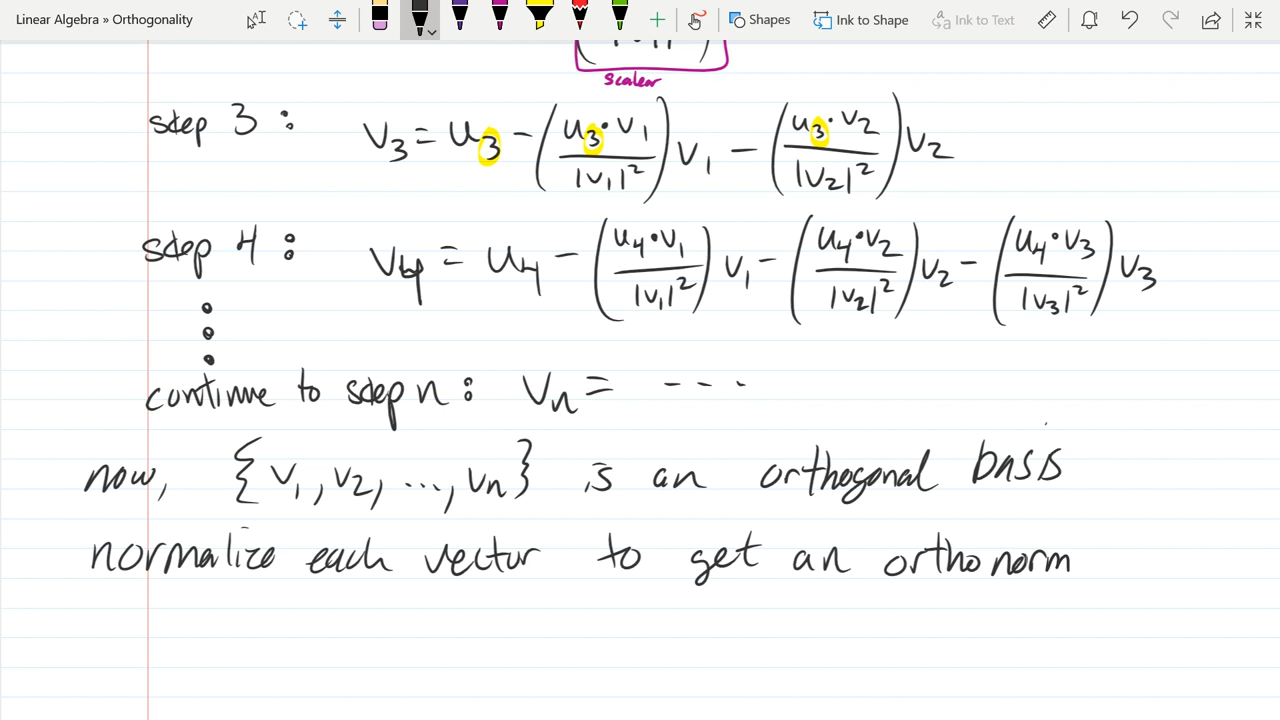 Linear Algebra » Orthogonality
Shapes
Ink to Shape
Ink to Text
scalar
step 3 : V₃ = U₃ − (U₃ · V₁ / |V₁|²) V₁ − (U₃ · V₂ / |V₂|²) V₂
step 4 : V₄ = U₄ − (U₄ · V₁ / |V₁|²) V₁ − (U₄ · V₂ / |V₂|²) V₂ − (U₄ · V₃ / |V₃|²) V₃
continue to step n : Vₙ = - - -
now, {V₁, V₂, ..., Vₙ} is an orthogonal basis
normalize each vector to get an orthonorm